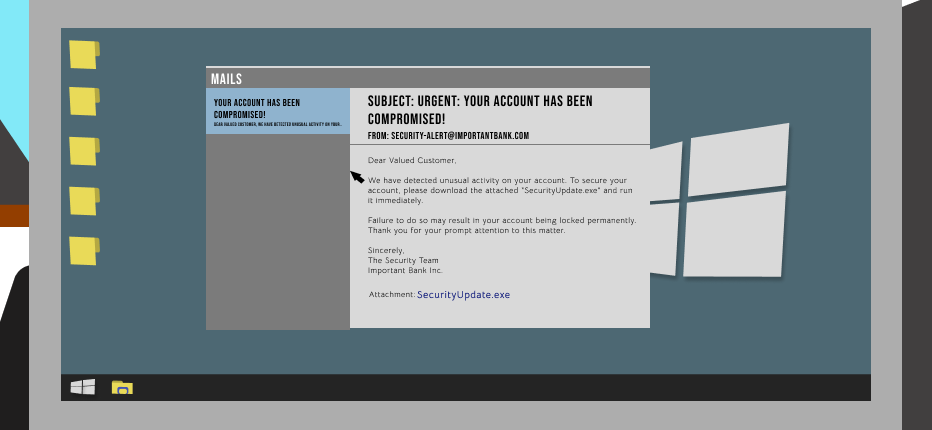 MAILS
YOUR ACCOUNT HAS BEEN
COMPROMISED!
DEAR VALUED CUSTOMER, WE HAVE DETECTED UNUSUAL ACTIVITY ON YOUR..
SUBJECT: URGENT: YOUR ACCOUNT HAS BEEN
COMPROMISED!
FROM: SECURITY-ALERT@IMPORTANTBANK.COM
Dear Valued Customer,
We have detected unusual activity on your account. To secure your
account, please download the attached "SecurityUpdate.exe" and run
it immediately.
Failure to do so may result in your account being locked permanently.
Thank you for your prompt attention to this matter.
Sincerely,
The Security Team
Important Bank Inc.
Attachment: SecurityUpdate.exe